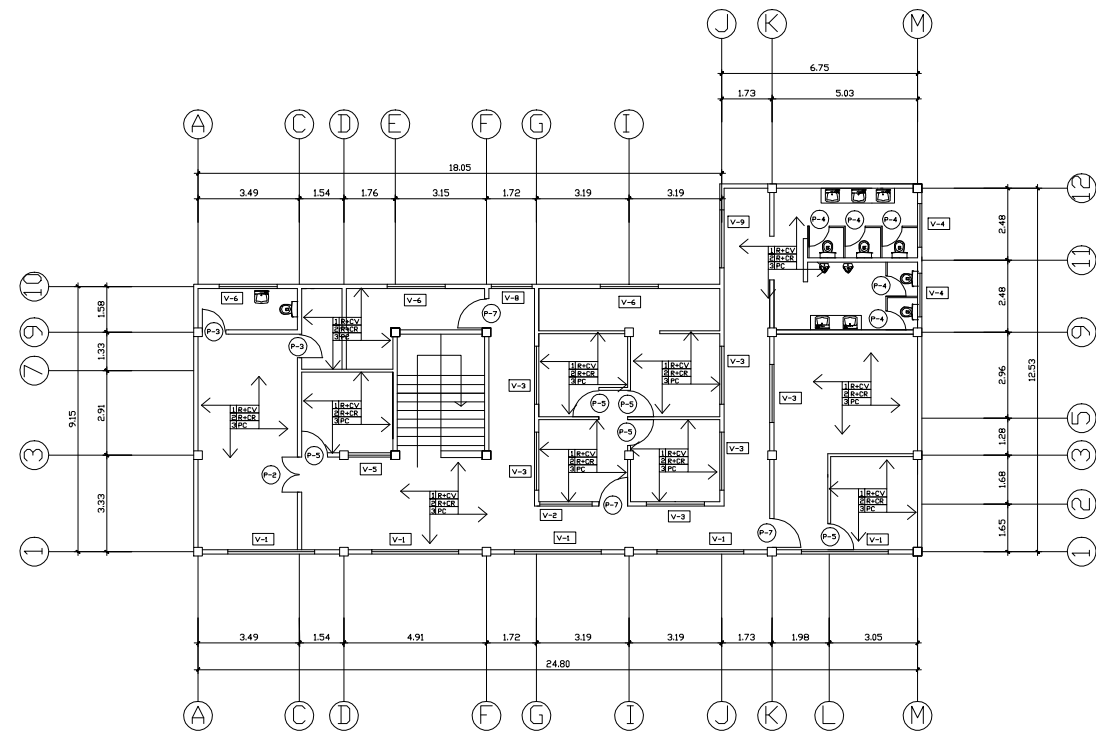 J K M
6.75
1.73 5.03
A C D E F G I
18.05
3.49 1.54 1.76 3.15 1.72 3.19 3.19
12
V-9
P-4 P-4 P-4
V-4
2.48
1 R+CV
2 R+CR
3 PC
11
10
V-6
V-6
V-8
V-6
P-4
V-4
2.48
12.53
1.58
P-3
P-7
P-4
1 R+CV
2 R+CR
3 PC
9
9
1.33
P-3
7
V-3
V-3
2.96
1 R+CV
2 R+CR
3 PC
1 R+CV
2 R+CR
3 PC
1 R+CV
2 R+CR
3 PC
V-3
9.15
2.91
1 R+CV
2 R+CR
3 PC
1 R+CV
2 R+CR
3 PC
P-5 P-5
5
P-5
1.28
3
P-5
V-3
3
P-2
V-5
V-3
1 R+CV
2 R+CR
3 PC
1 R+CV
2 R+CR
3 PC
1.68
3.33
1 R+CV
2 R+CR
3 PC
1 R+CV
2 R+CR
3 PC
P-7
2
V-2
V-3
1.65
P-7
P-5
V-1
V-1
V-1
V-1
V-1
1
1
3.49 1.54 4.91 1.72 3.19 3.19 1.73 1.98 3.05
24.80
A C D F G I J K L M